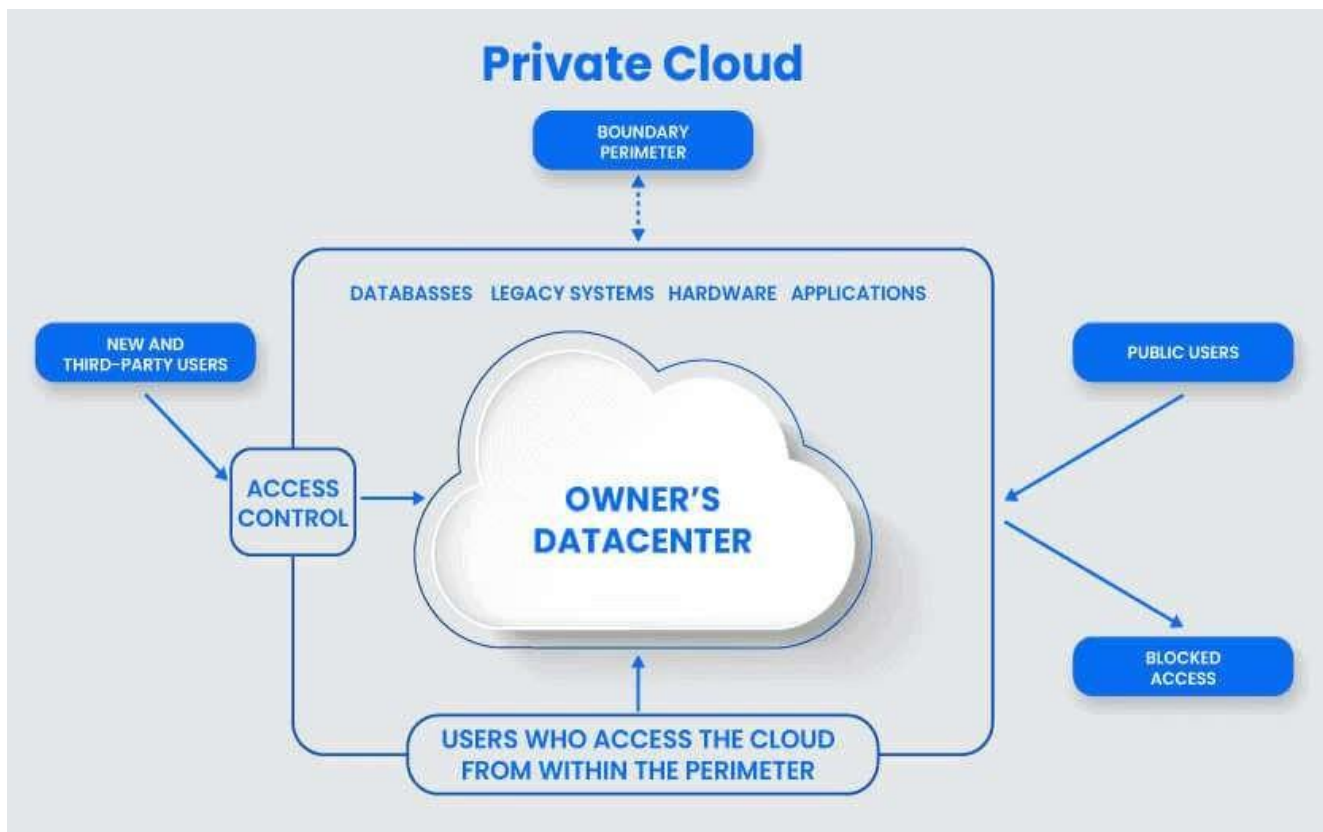 Private Cloud
BOUNDARY
PERIMETER
DATABASSES LEGACY SYSTEMS HARDWARE APPLICATIONS
NEW AND
THIRD-PARTY USERS
PUBLIC USERS
ACCESS
CONTROL
OWNER'S
DATACENTER
BLOCKED
ACCESS
USERS WHO ACCESS THE CLOUD
FROM WITHIN THE PERIMETER